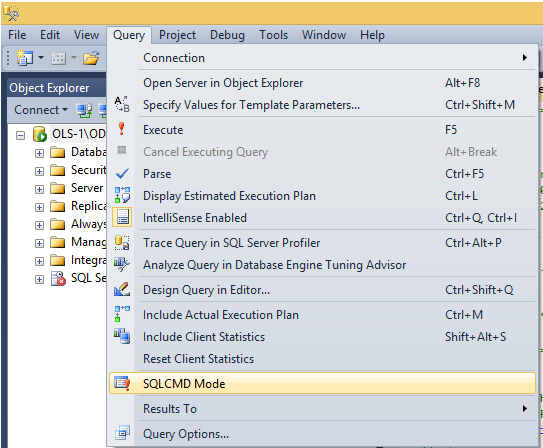 File Edit View Query Project Debug Tools Window Help
Connection
Open Server in Object Explorer Alt+F8
Specify Values for Template Parameters... Ctrl+Shift+M
Execute F5
Cancel Executing Query Alt+Break
Parse Ctrl+F5
Display Estimated Execution Plan Ctrl+L
IntelliSense Enabled Ctrl+Q, Ctrl+I
Trace Query in SQL Server Profiler Ctrl+Alt+P
Analyze Query in Database Engine Tuning Advisor
Design Query in Editor... Ctrl+Shift+Q
Include Actual Execution Plan Ctrl+M
Include Client Statistics Shift+Alt+S
Reset Client Statistics
SQLCMD Mode
Results To
Query Options...
Object Explorer
Connect
OLS-1\OD
Databa
Securit
Server
Replica
Always
Manag
Integra
SQL Se